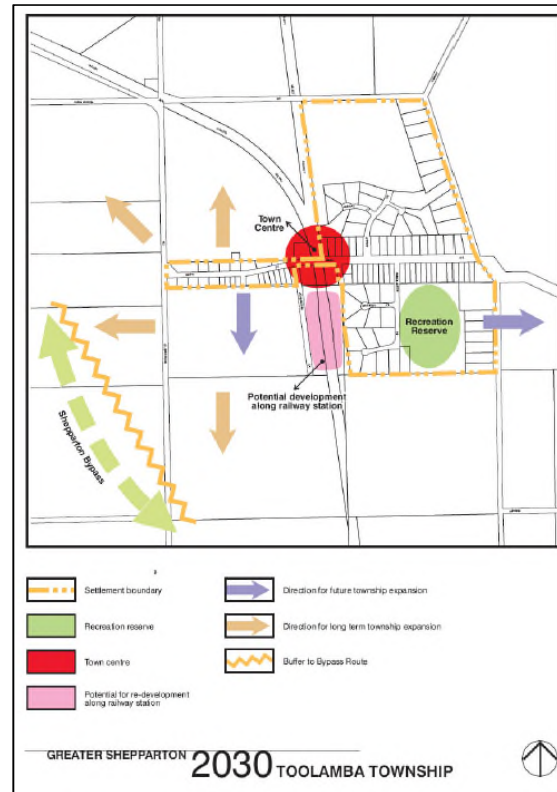 Town
Centre
Recreation
Reserve
Potential development
along railway station
Shepparton Bypass
Settlement boundary
Direction for future township expansion
Recreation reserve
Direction for long term township expansion
Town centre
Buffer to Bypass Route
Potential for re-development
along railway station
GREATER SHEPPARTON 2030 TOOLAMBA TOWNSHIP